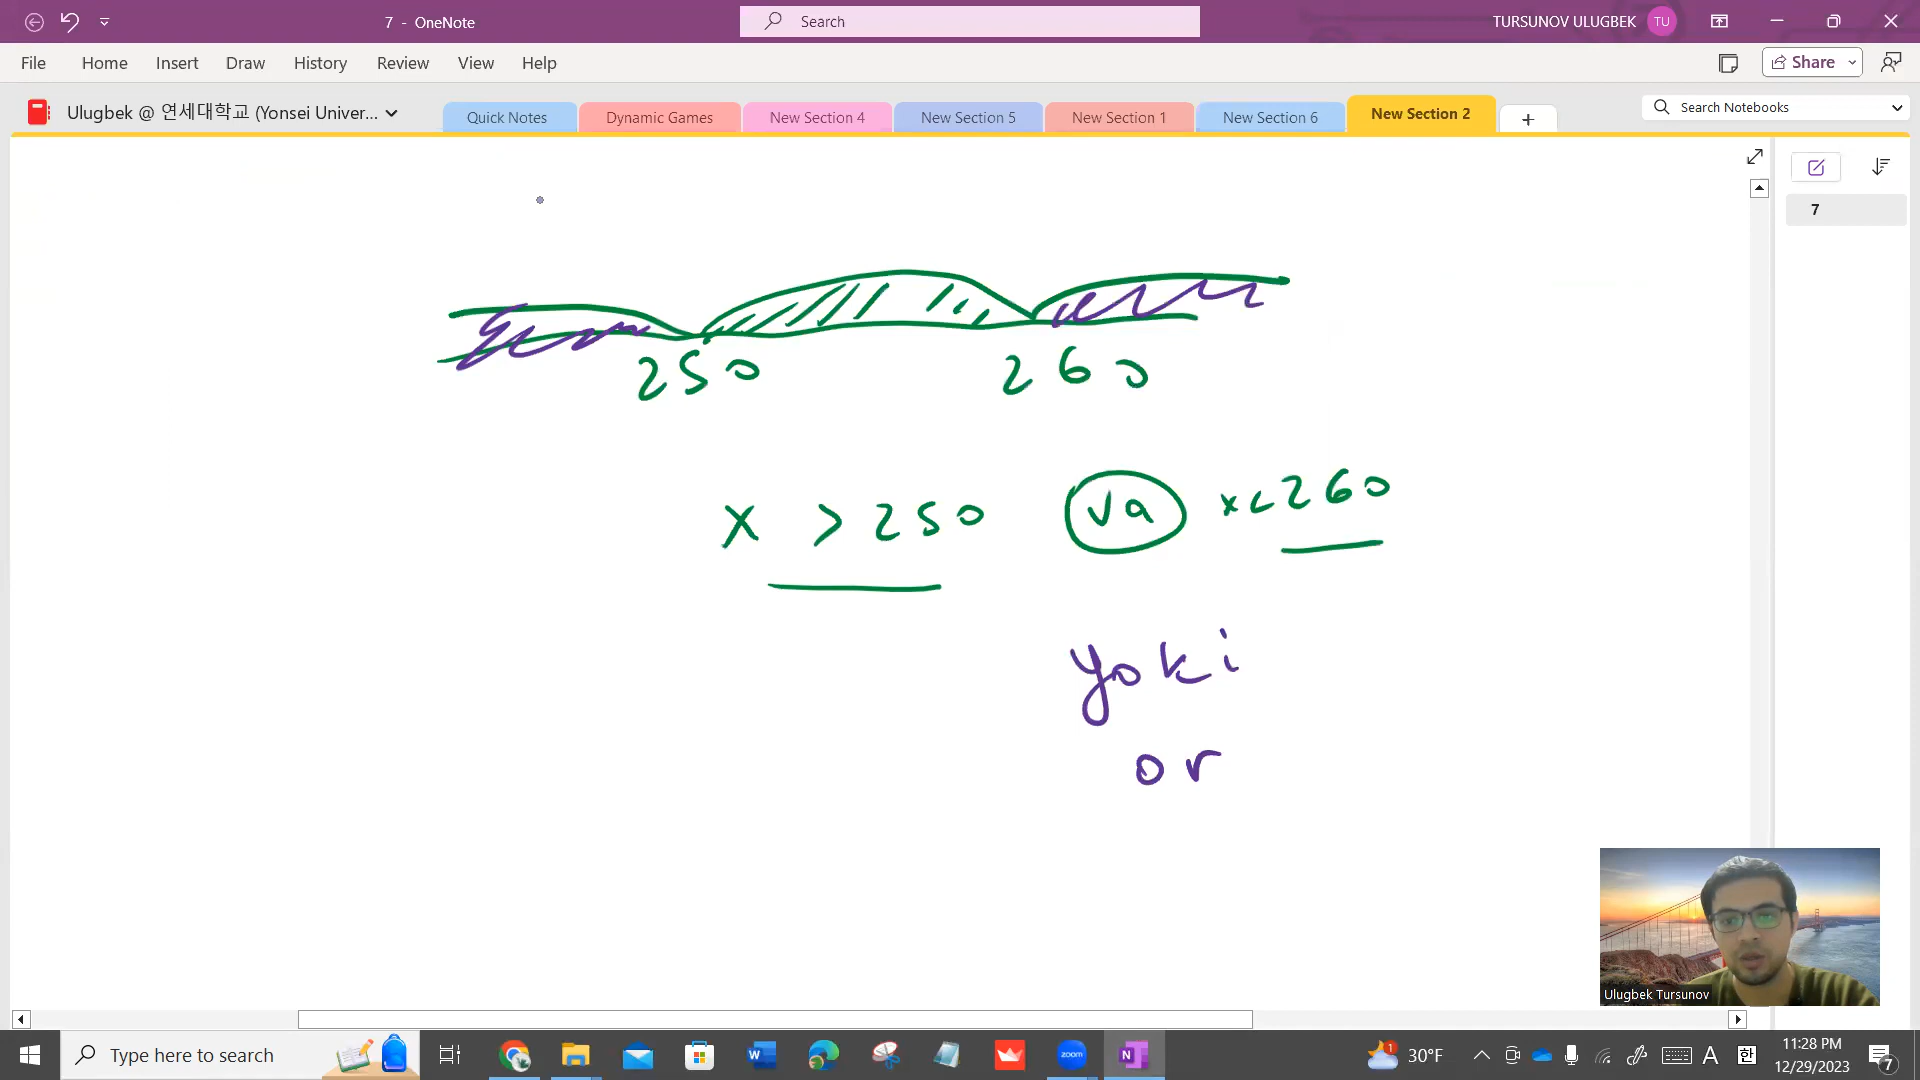 7 - OneNote
Search
TURSUNOV ULUGBEK
TU
File Home Insert Draw History Review View Help
Share
Ulugbek @ 연세대학교 (Yonsei Univer...
Quick Notes
Dynamic Games
New Section 4
New Section 5
New Section 1
New Section 6
New Section 2
+
Search Notebooks
7
250
260
x > 250 va x < 260
yoki
or
Ulugbek Tursunov
Type here to search
zoom
30°F
A
한
11:28 PM
12/29/2023
7